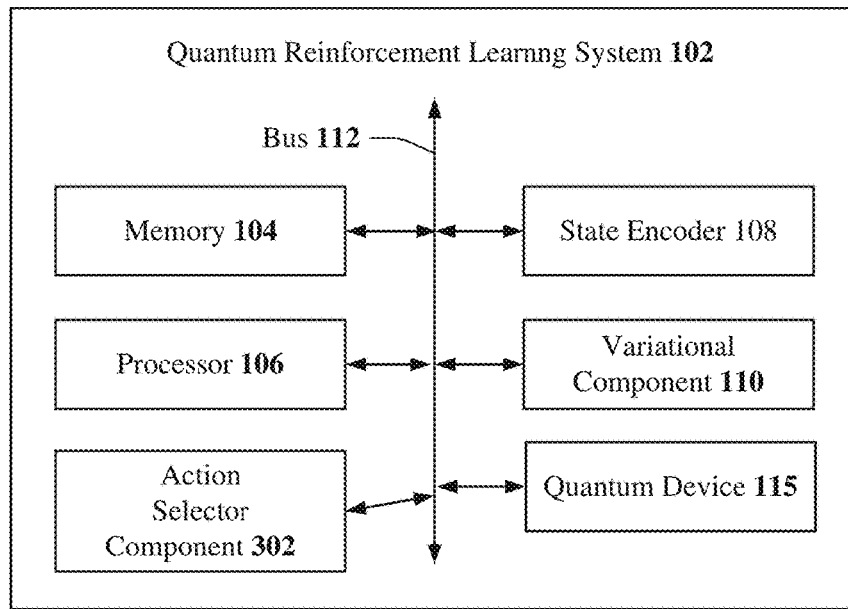 Quantum Reinforcement Learnng System 102
Bus 112
Memory 104
State Encoder 108
Processor 106
Variational
Component 110
Action
Selector
Component 302
Quantum Device 115